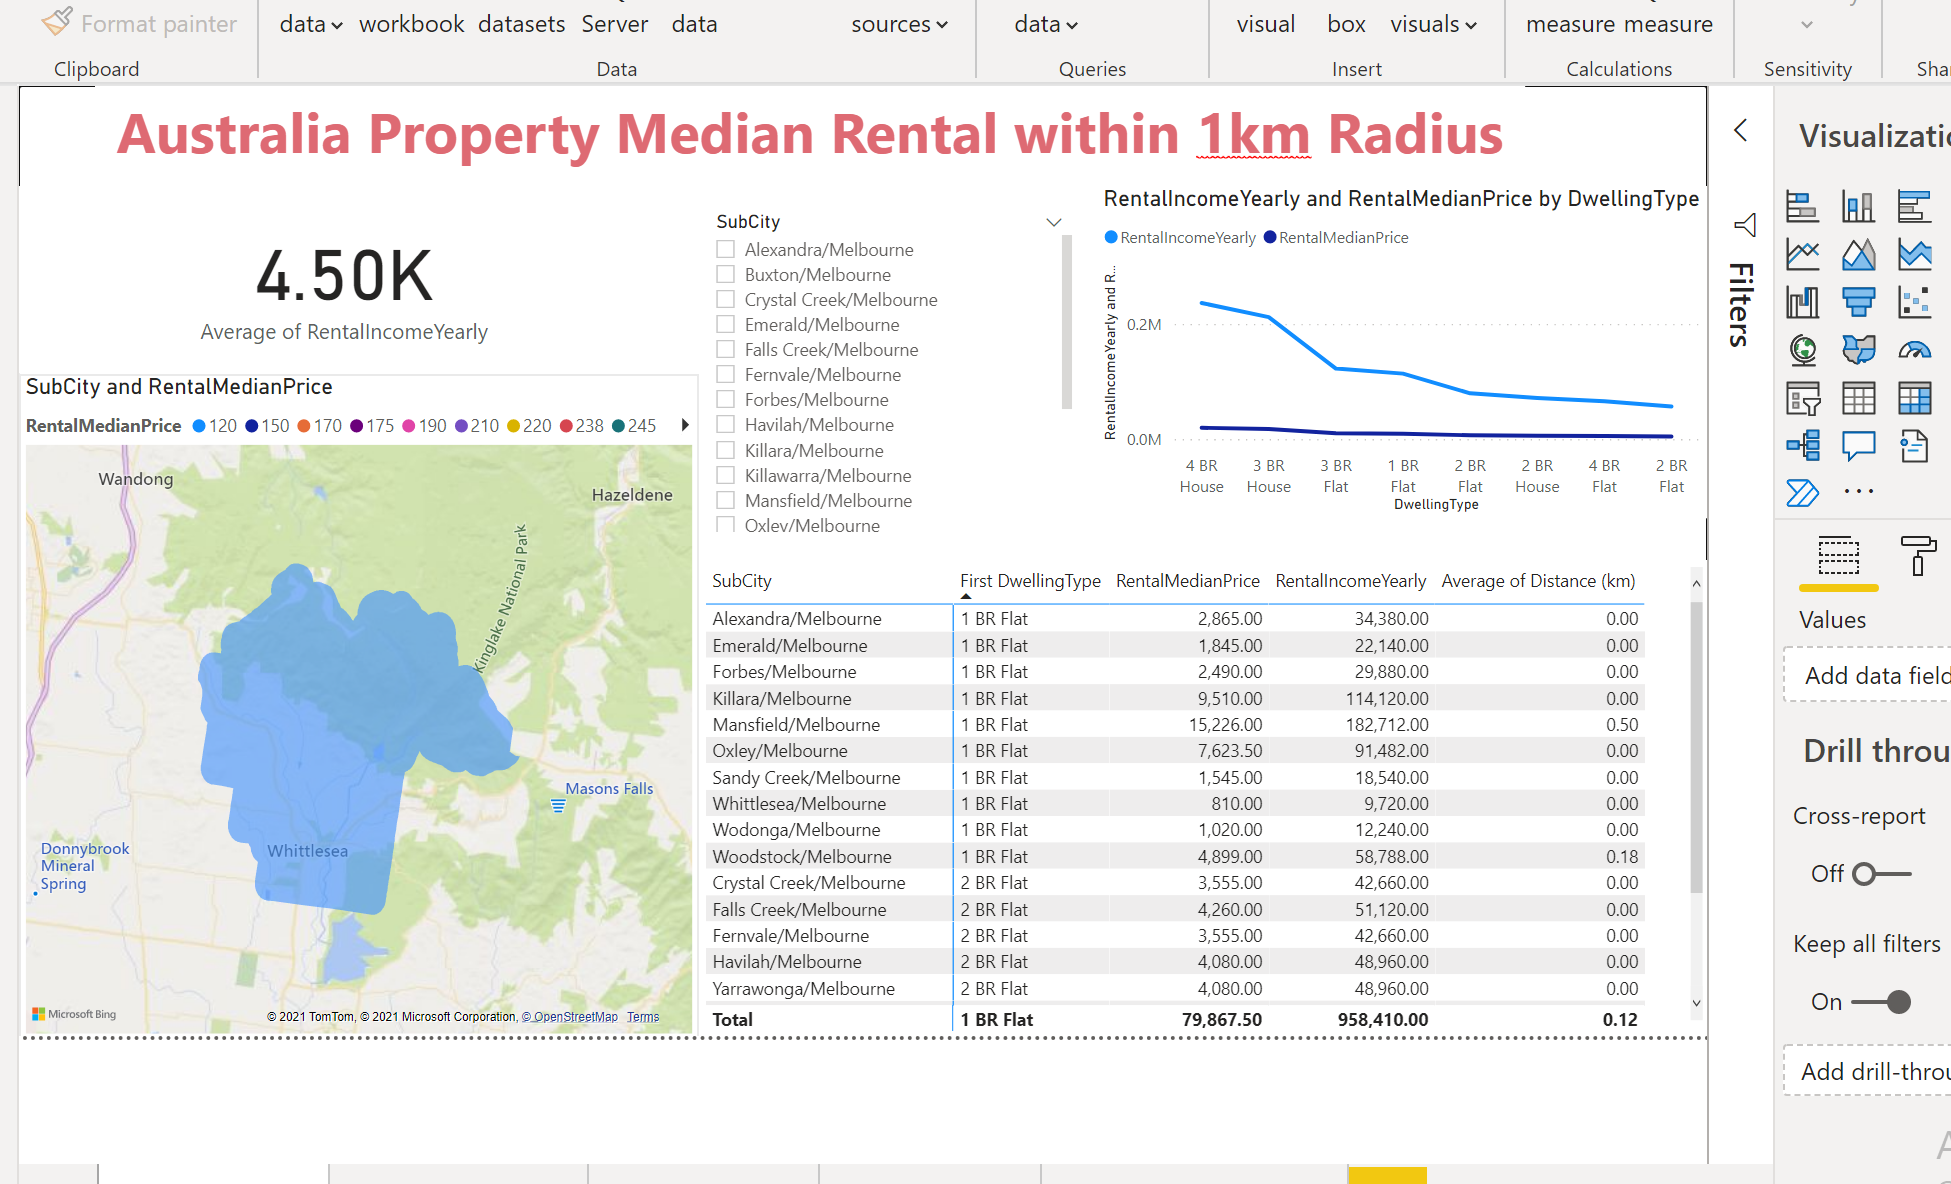 Format painter
data workbook datasets Server data
sources
data
visual box visuals
measure measure
Clipboard
Data
Queries
Insert
Calculations
Sensitivity
Sha
Australia Property Median Rental within 1km Radius
4.50K
Average of RentalIncomeYearly
SubCity
Alexandra/Melbourne
Buxton/Melbourne
Crystal Creek/Melbourne
Emerald/Melbourne
Falls Creek/Melbourne
Fernvale/Melbourne
Forbes/Melbourne
Havilah/Melbourne
Killara/Melbourne
Killawarra/Melbourne
Mansfield/Melbourne
Oxley/Melbourne
RentalIncomeYearly and RentalMedianPrice by DwellingType
RentalIncomeYearly RentalMedianPrice
RentalIncomeYearly and R...
0.2M
0.0M
4 BR House
3 BR House
3 BR Flat
1 BR Flat
2 BR Flat
2 BR House
4 BR Flat
2 BR Flat
DwellingType
SubCity and RentalMedianPrice
RentalMedianPrice 120 150 170 175 190 210 220 238 245
Wandong
Hazeldene
Kinglake National Park
Masons Falls
Whittlesea
Donnybrook
Mineral
Spring
Microsoft Bing
© 2021 TomTom, © 2021 Microsoft Corporation, © OpenStreetMap Terms
SubCity First DwellingType RentalMedianPrice RentalIncomeYearly Average of Distance (km)
Alexandra/Melbourne 1 BR Flat 2,865.00 34,380.00 0.00
Emerald/Melbourne 1 BR Flat 1,845.00 22,140.00 0.00
Forbes/Melbourne 1 BR Flat 2,490.00 29,880.00 0.00
Killara/Melbourne 1 BR Flat 9,510.00 114,120.00 0.00
Mansfield/Melbourne 1 BR Flat 15,226.00 182,712.00 0.50
Oxley/Melbourne 1 BR Flat 7,623.50 91,482.00 0.00
Sandy Creek/Melbourne 1 BR Flat 1,545.00 18,540.00 0.00
Whittlesea/Melbourne 1 BR Flat 810.00 9,720.00 0.00
Wodonga/Melbourne 1 BR Flat 1,020.00 12,240.00 0.00
Woodstock/Melbourne 1 BR Flat 4,899.00 58,788.00 0.18
Crystal Creek/Melbourne 2 BR Flat 3,555.00 42,660.00 0.00
Falls Creek/Melbourne 2 BR Flat 4,260.00 51,120.00 0.00
Fernvale/Melbourne 2 BR Flat 3,555.00 42,660.00 0.00
Havilah/Melbourne 2 BR Flat 4,080.00 48,960.00 0.00
Yarrawonga/Melbourne 2 BR Flat 4,080.00 48,960.00 0.00
Total 1 BR Flat 79,867.50 958,410.00 0.12
Filters
Visualizatio
Values
Add data field
Drill throu
Cross-report
Off
Keep all filters
On
Add drill-throu